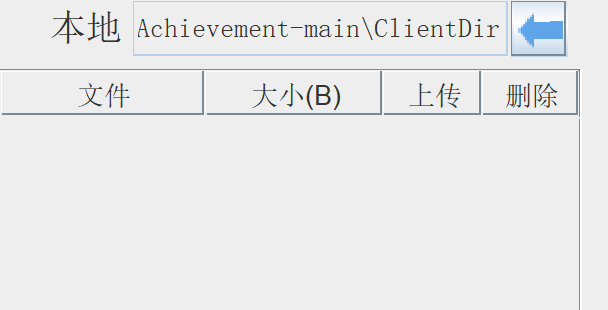 本地 Achievement-main\ClientDir
文件 大小(B) 上传 删除